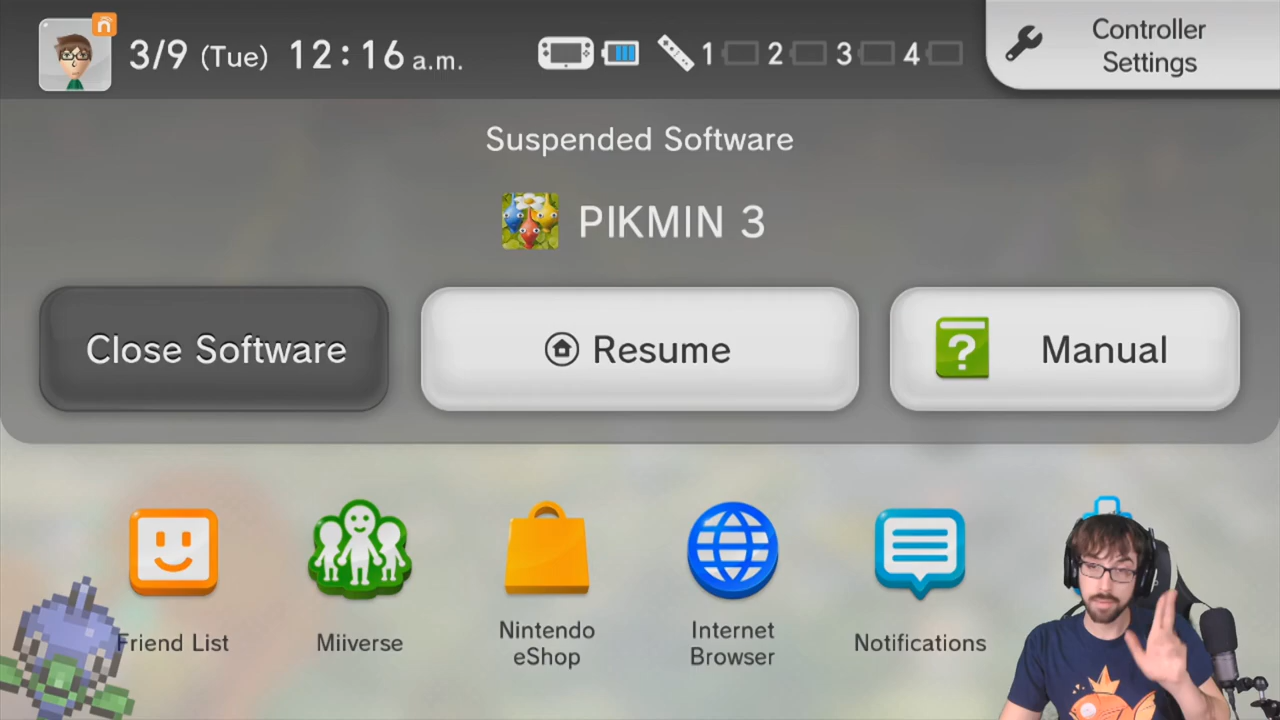 3/9 (Tue) 12:16 a.m.
1 2 3 4
Controller
Settings
Suspended Software
PIKMIN 3
Close Software
Resume
? Manual
Friend List
Miiverse
Nintendo
eShop
Internet
Browser
Notifications